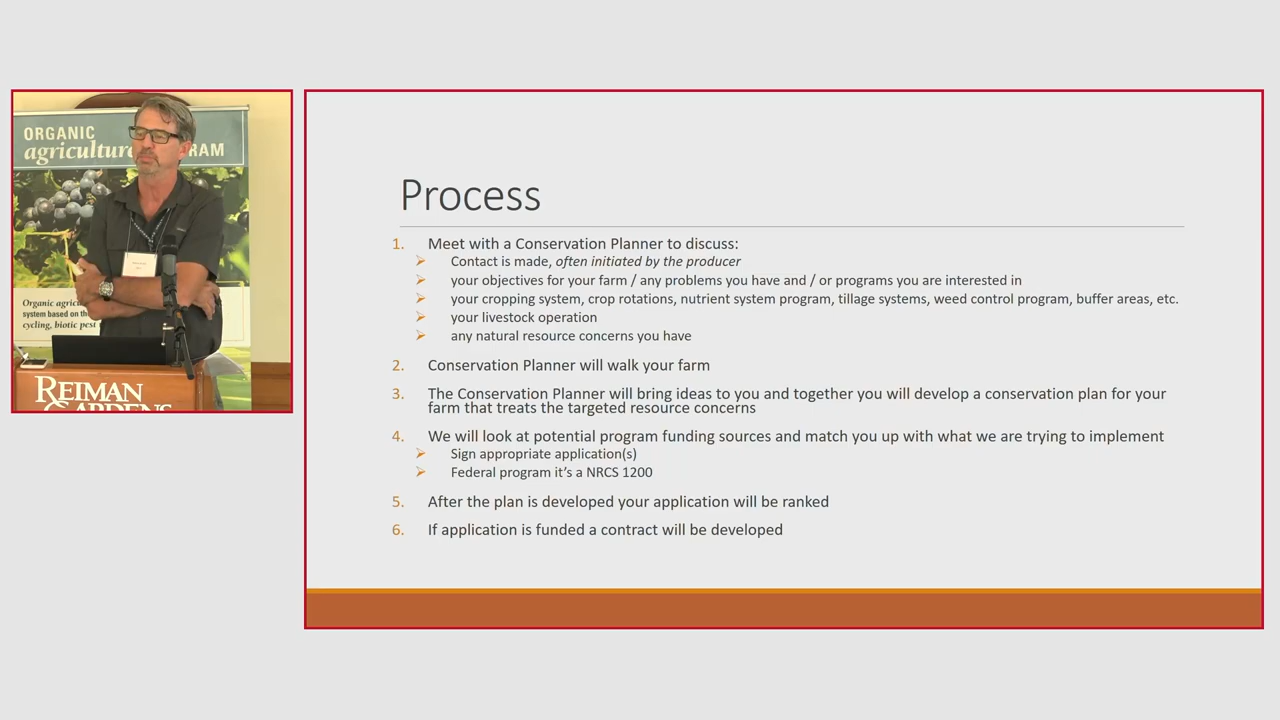 ORGANIC
agriculture RAM
Organic agric
system based on th
cycling, biotic pest
REIMAN
GARDENS
Process
1. Meet with a Conservation Planner to discuss:
➢ Contact is made, often initiated by the producer
➢ your objectives for your farm / any problems you have and / or programs you are interested in
➢ your cropping system, crop rotations, nutrient system program, tillage systems, weed control program, buffer areas, etc.
➢ your livestock operation
➢ any natural resource concerns you have
2. Conservation Planner will walk your farm
3. The Conservation Planner will bring ideas to you and together you will develop a conservation plan for your
farm that treats the targeted resource concerns
4. We will look at potential program funding sources and match you up with what we are trying to implement
➢ Sign appropriate application(s)
➢ Federal program it's a NRCS 1200
5. After the plan is developed your application will be ranked
6. If application is funded a contract will be developed